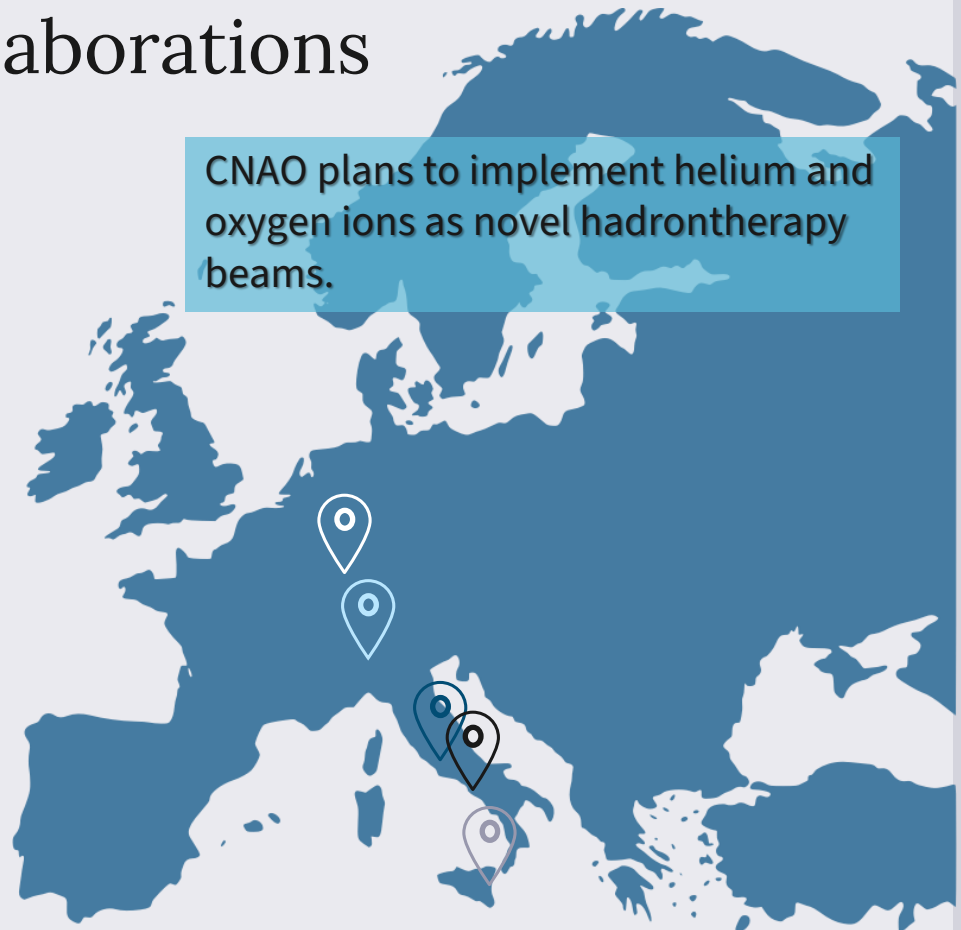 aborations
CNAO plans to implement helium and
oxygen ions as novel hadrontherapy
beams.